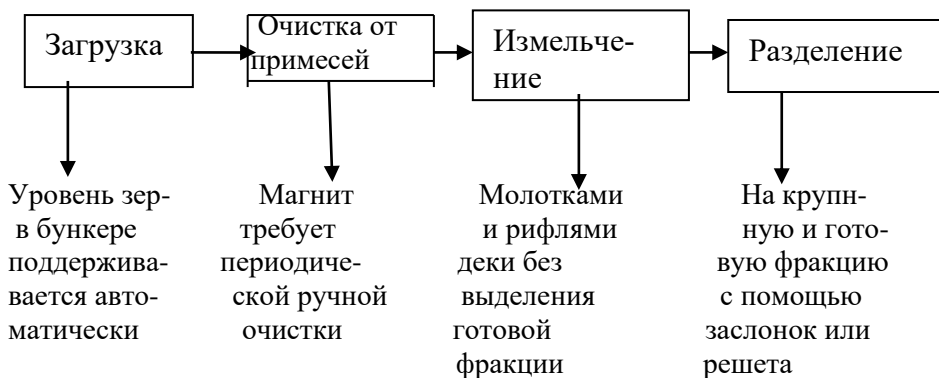 Загрузка
Очистка от
примесей
Измельче-
ние
Разделение
Уровень зер-
в бункере
поддержива-
вается авто-
матически
Магнит
требует
периодиче-
ской ручной
очистки
Молотками
и рифлями
деки без
выделения
готовой
фракции
На крупн-
ную и гото-
вую фракцию
с помощью
заслонок или
решета